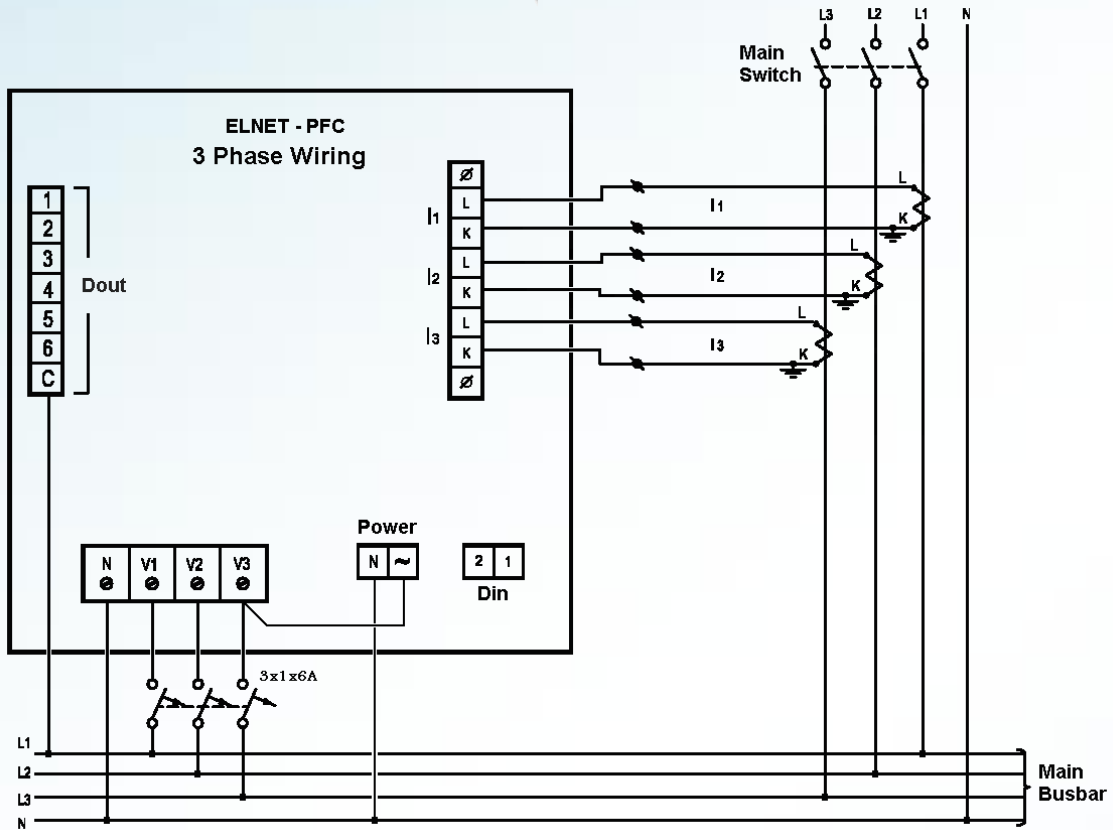 L3 L2 L1 N
Main
Switch
ELNET - PFC
3 Phase Wiring
1
2
3
4
5
6
C
Dout
Ø
L
K
L
K
L
K
Ø
I1
I2
I3
L
I1
K
L
I2
K
L
I3
K
Power
N ~
2 1
Din
N V1 V2 V3
3x1x6A
L1
L2
L3
N
Main
Busbar